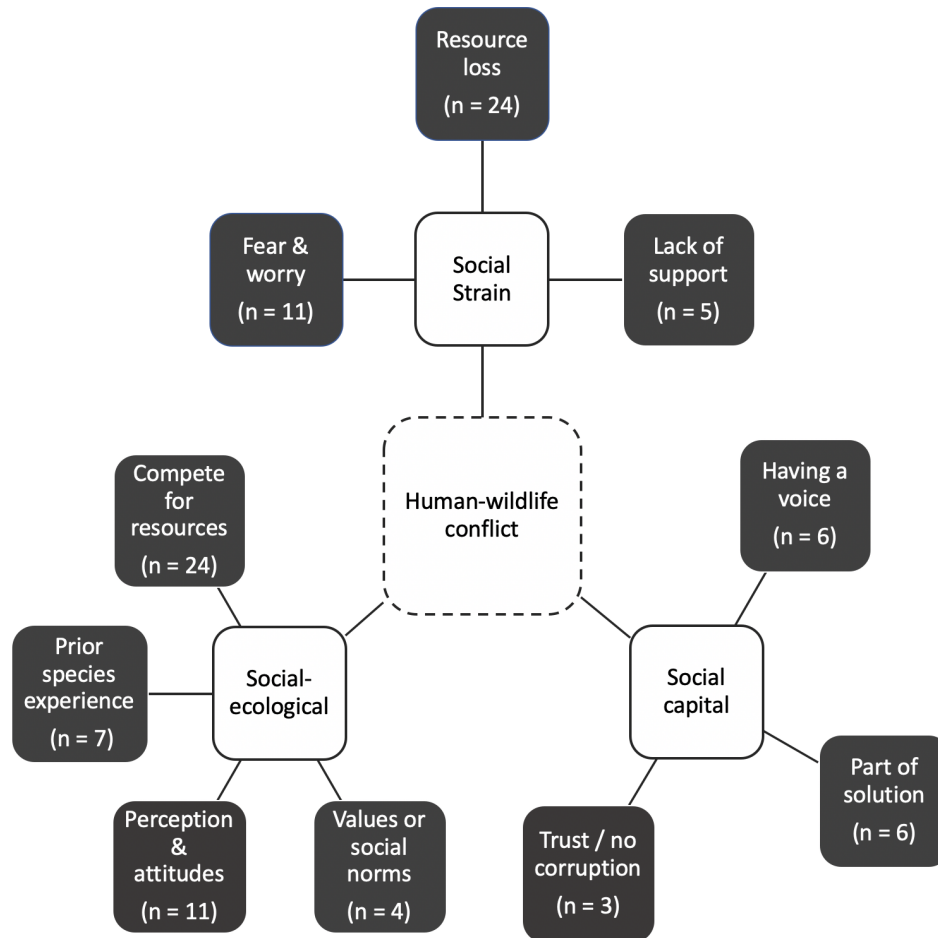 Resource
loss
(n = 24)
Fear &
worry
(n = 11)
Social
Strain
Lack of
support
(n = 5)
Human-wildlife
conflict
Compete
for
resources
(n = 24)
Having a
voice
(n = 6)
Prior
species
experience
(n = 7)
Social-
ecological
Social
capital
Perception
&
attitudes
(n = 11)
Values or
social
norms
(n = 4)
Trust / no
corruption
(n = 3)
Part of
solution
(n = 6)